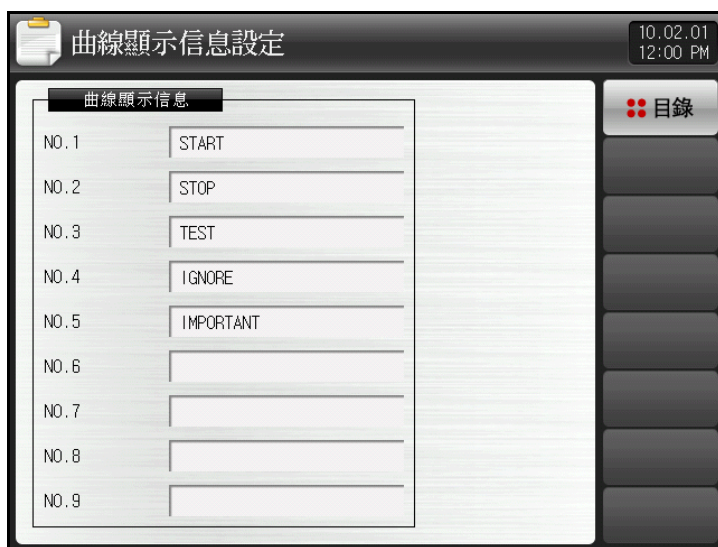 曲線顯示信息設定
10.02.01
12:00 PM
曲線顯示信息
目錄
NO.1 START
NO.2 STOP
NO.3 TEST
NO.4 IGNORE
NO.5 IMPORTANT
NO.6
NO.7
NO.8
NO.9